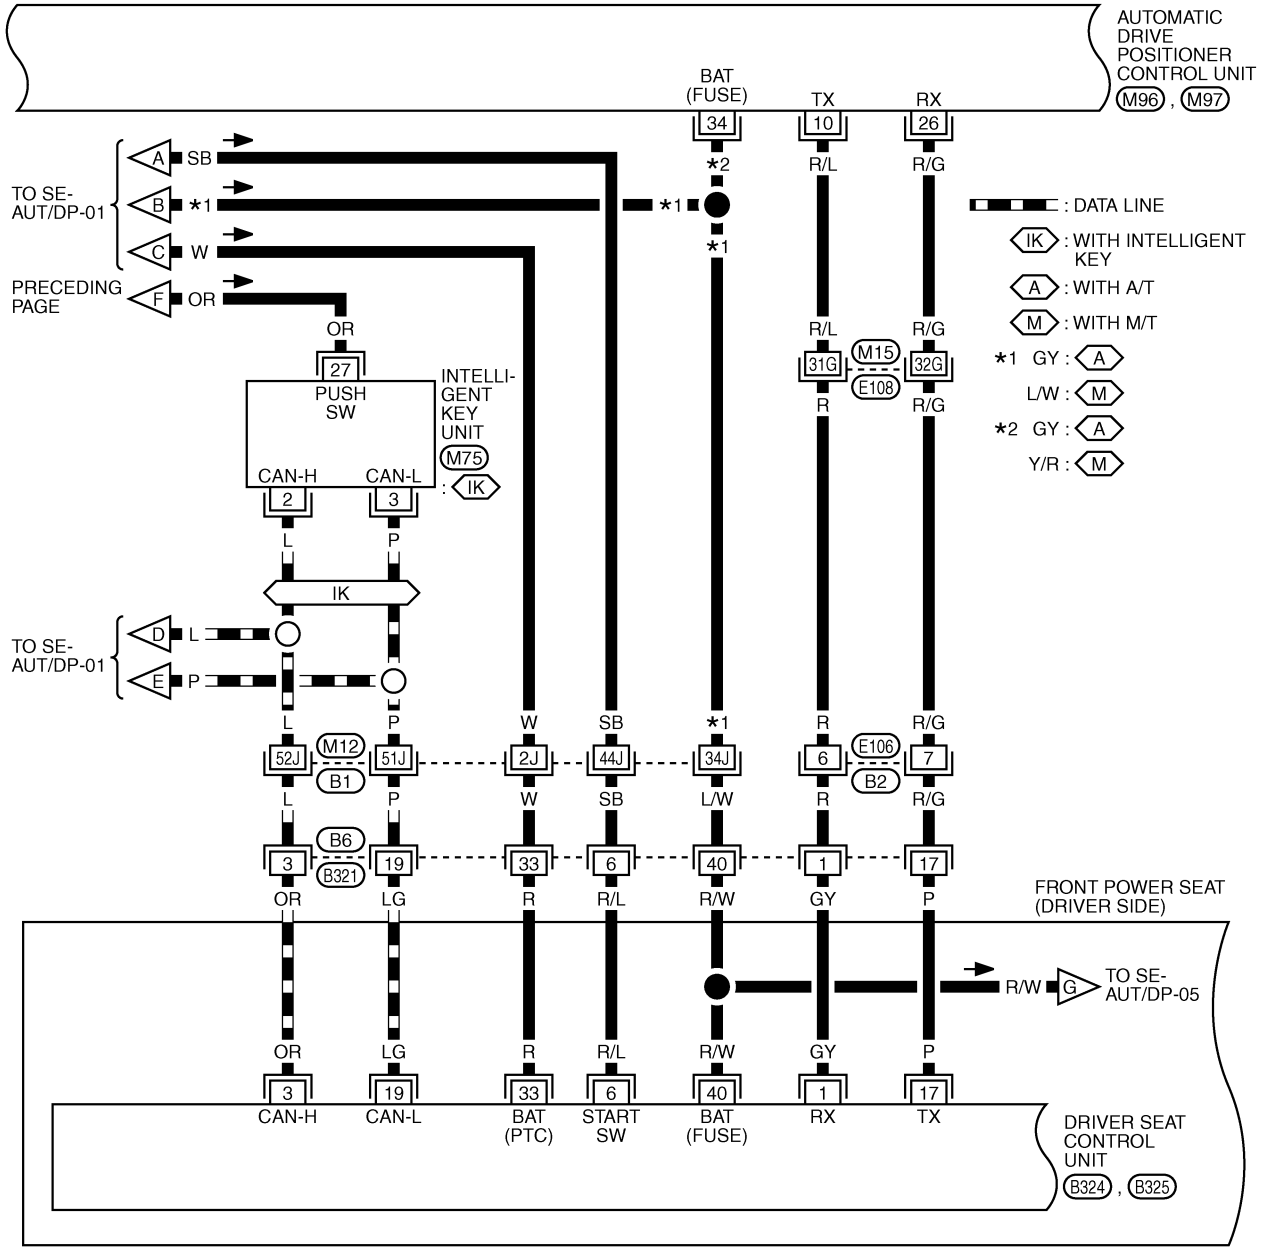 AUTOMATIC
DRIVE
POSITIONER
CONTROL UNIT
M96 , M97
BAT
(FUSE)
TX
RX
34
10
26
A SB
*2
R/L
R/G
TO SE-
AUT/DP-01
B *1
*1
: DATA LINE
C W
*1
IK : WITH INTELLIGENT
KEY
PRECEDING
PAGE
F OR
A : WITH A/T
M : WITH M/T
OR
R/L
R/G
27
31G
M15
E108
32G
*1 GY : A
L/W : M
*2 GY : A
Y/R : M
PUSH
SW
INTELLI-
GENT
KEY
UNIT
M75
: IK
R
R/G
CAN-H
CAN-L
2
3
L
P
IK
TO SE-
AUT/DP-01
D L
E P
L
P
W
SB
*1
R
R/G
52J
M12
B1
51J
2J
44J
34J
6
E106
B2
7
L
P
W
SB
L/W
R
R/G
3
B6
B321
19
33
6
40
1
17
OR
LG
R
R/L
R/W
GY
P
FRONT POWER SEAT
(DRIVER SIDE)
R/W G
TO SE-
AUT/DP-05
OR
LG
R
R/L
R/W
GY
P
3
19
33
6
40
1
17
CAN-H
CAN-L
BAT
(PTC)
START
SW
BAT
(FUSE)
RX
TX
DRIVER SEAT
CONTROL
UNIT
B324 , B325